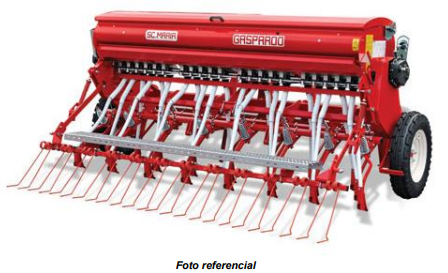 SC.MARIA GASPARDO
Foto referencial